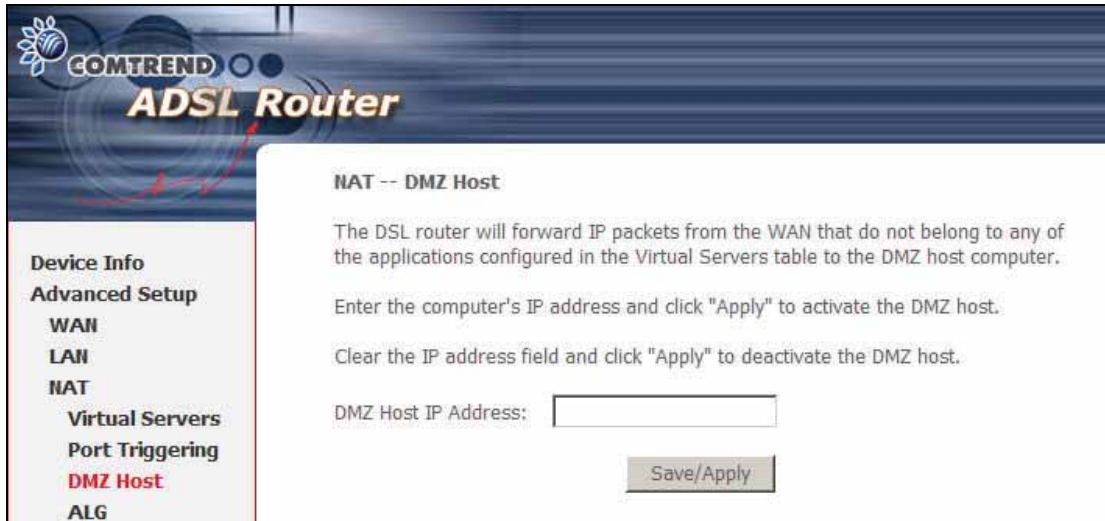 COMTREND
ADSL Router
Device Info
Advanced Setup
WAN
LAN
NAT
Virtual Servers
Port Triggering
DMZ Host
ALG
NAT -- DMZ Host
The DSL router will forward IP packets from the WAN that do not belong to any of
the applications configured in the Virtual Servers table to the DMZ host computer.
Enter the computer's IP address and click "Apply" to activate the DMZ host.
Clear the IP address field and click "Apply" to deactivate the DMZ host.
DMZ Host IP Address:
Save/Apply